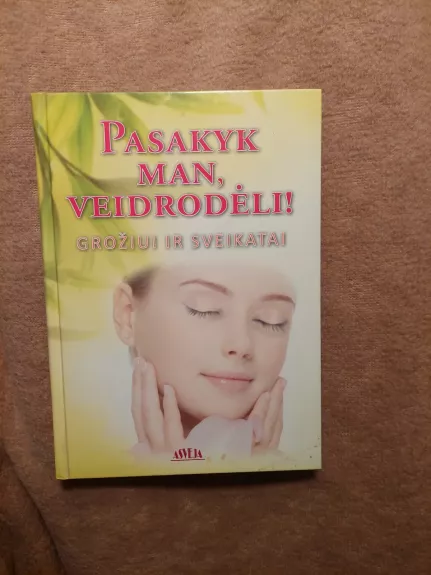 PASAKYK
MAN,
VEIDRODĖLI!
GROŽIUI IR SVEIKATAI
ASVEJA